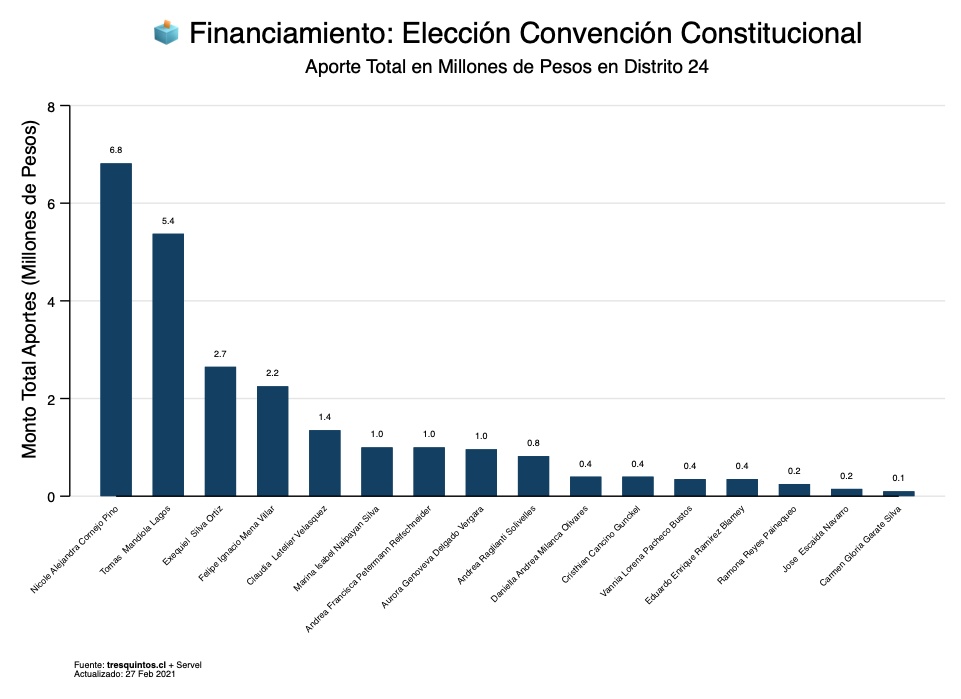 Financiamiento: Elección Convención Constitucional
Aporte Total en Millones de Pesos en Distrito 24
Monto Total Aportes (Millones de Pesos)
8
6
4
2
0
6.8
5.4
2.7
2.2
1.4
1.0
1.0
1.0
0.8
0.4
0.4
0.4
0.4
0.2
0.2
0.1
Nicole Alejandra Cornejo Pino
Tomas Mandiola Lagos
Exequiel Silva Ortiz
Felipe Ignacio Mena Villar
Claudia Letelier Velasquez
Marina Isabel Naipayan Silva
Andrea Francisca Petermann Reifschneider
Aurora Genoveva Delgado Vergara
Andrea Raglianti Solivelles
Daniella Andrea Milanca Olivares
Cristhian Cancino Gunckel
Vannia Lorena Pacheco Bustos
Eduardo Enrique Ramirez Blamey
Ramona Reyes Painequeo
Jose Escaida Navarro
Carmen Gloria Garate Silva
Fuente: tresquintos.cl + Servel
Actualizado: 27 Feb 2021